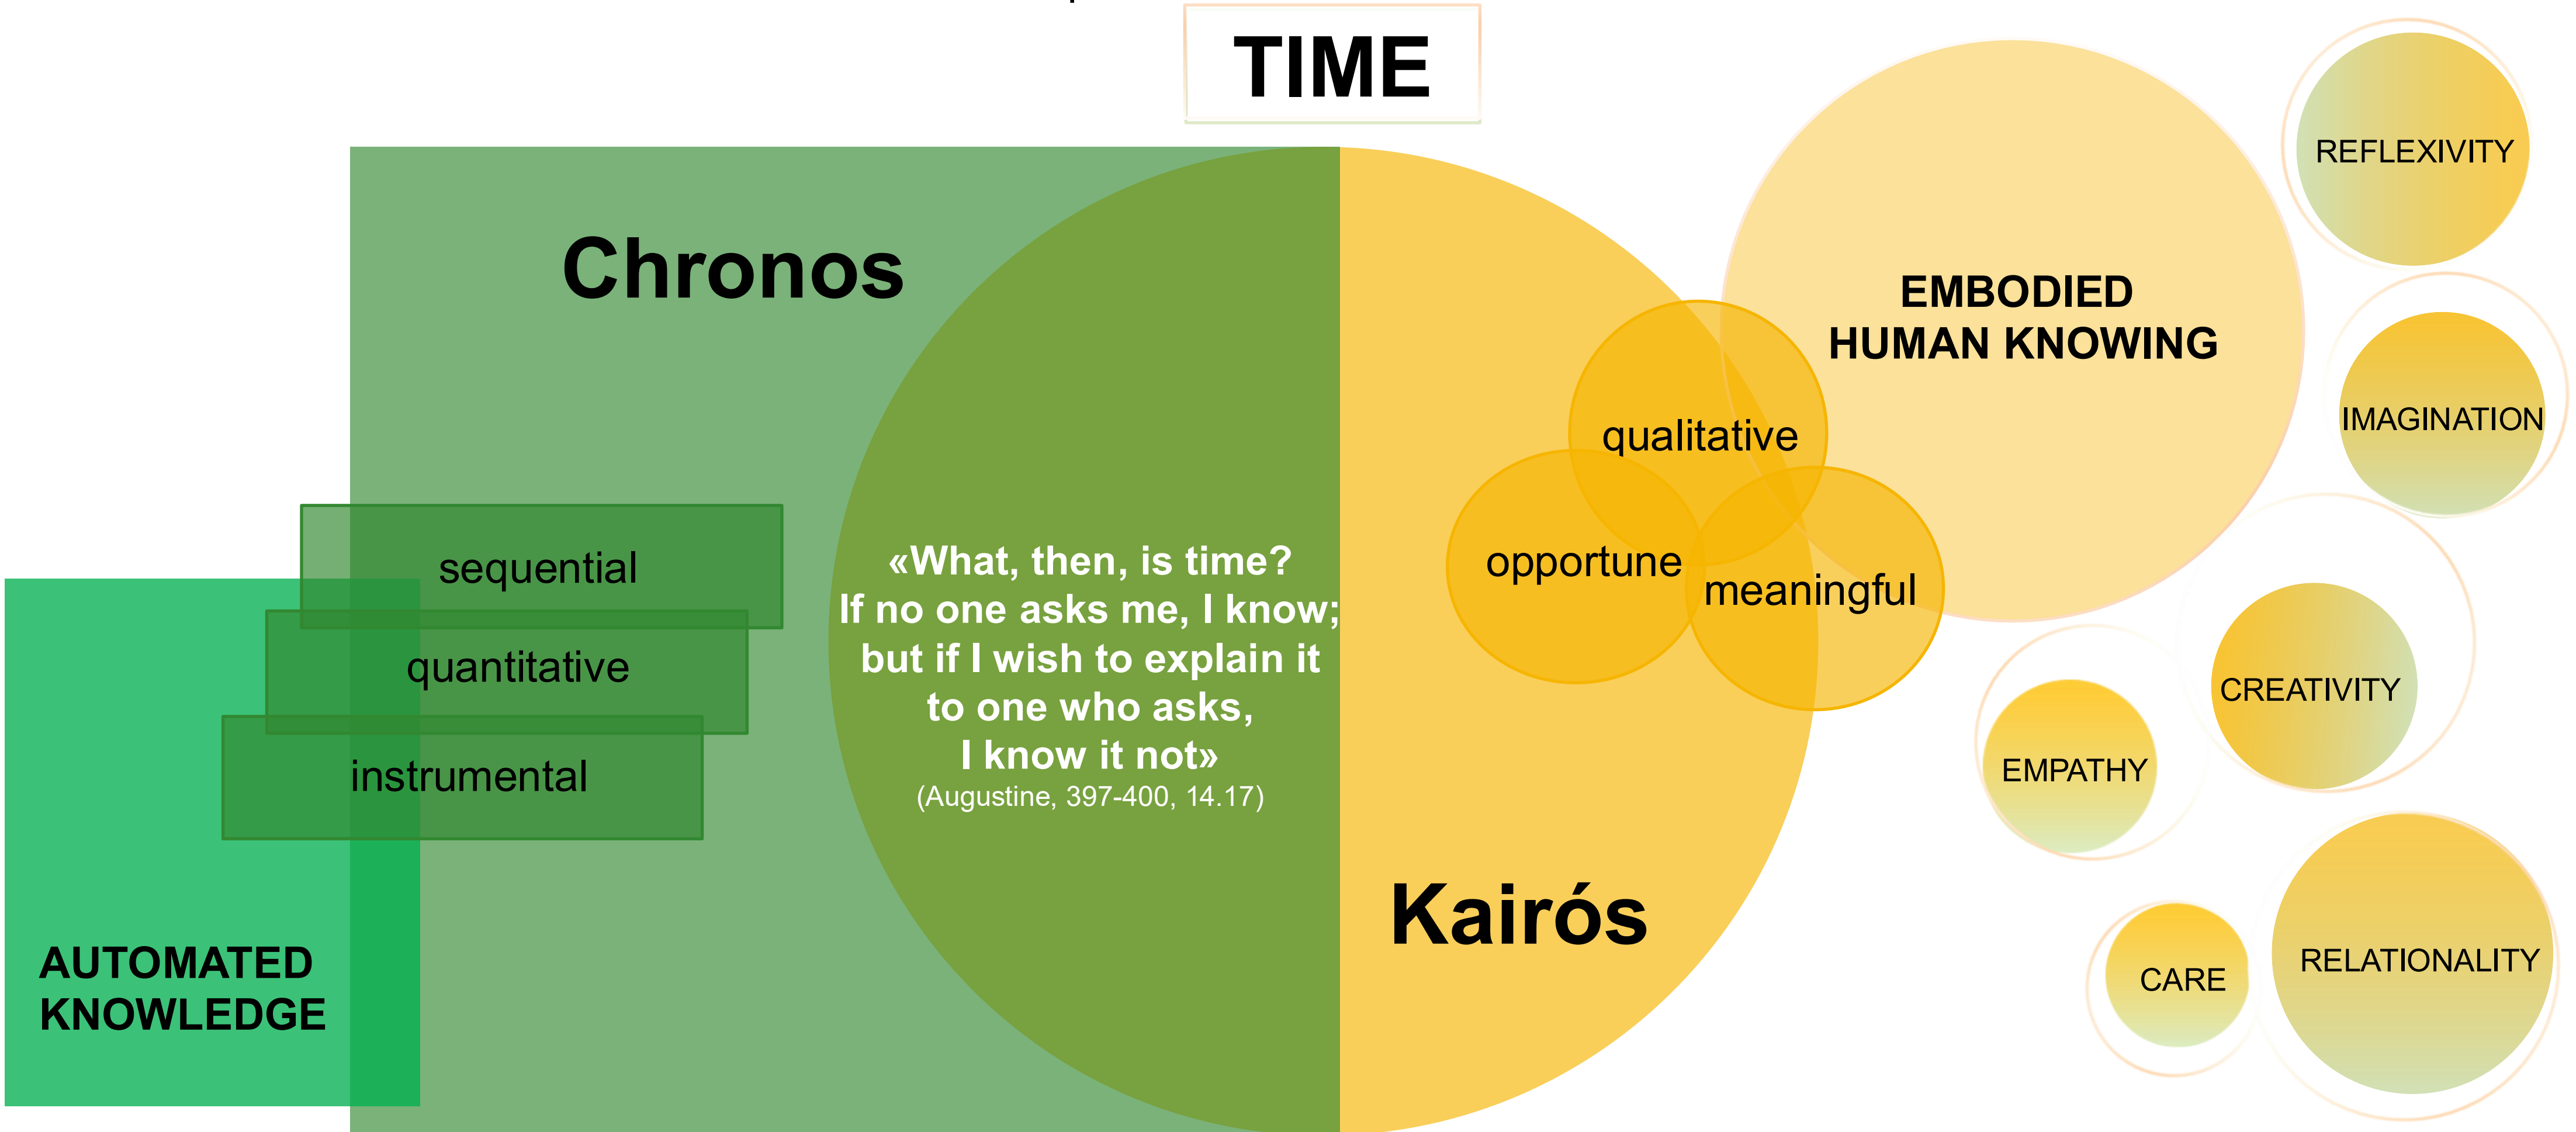 TIME
Chronos
sequential
quantitative
instrumental
AUTOMATED
KNOWLEDGE
«What, then, is time?
If no one asks me, I know;
but if I wish to explain it
to one who asks,
I know it not»
(Augustine, 397-400, 14.17)
Kairós
qualitative
opportune
meaningful
EMBODIED
HUMAN KNOWING
REFLEXIVITY
IMAGINATION
CREATIVITY
EMPATHY
CARE
RELATIONALITY